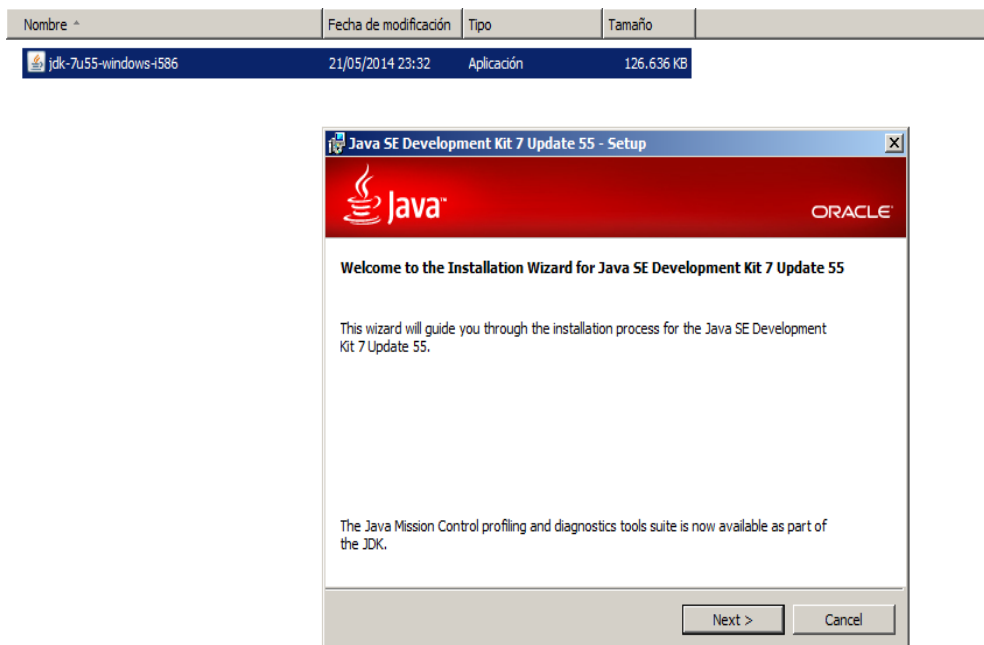 Nombre Fecha de modificación Tipo Tamaño
jdk-7u55-windows-i586 21/05/2014 23:32 Aplicación 126.636 KB
Java SE Development Kit 7 Update 55 - Setup
Java™
ORACLE
Welcome to the Installation Wizard for Java SE Development Kit 7 Update 55
This wizard will guide you through the installation process for the Java SE Development
Kit 7 Update 55.
The Java Mission Control profiling and diagnostics tools suite is now available as part of
the JDK.
Next > Cancel